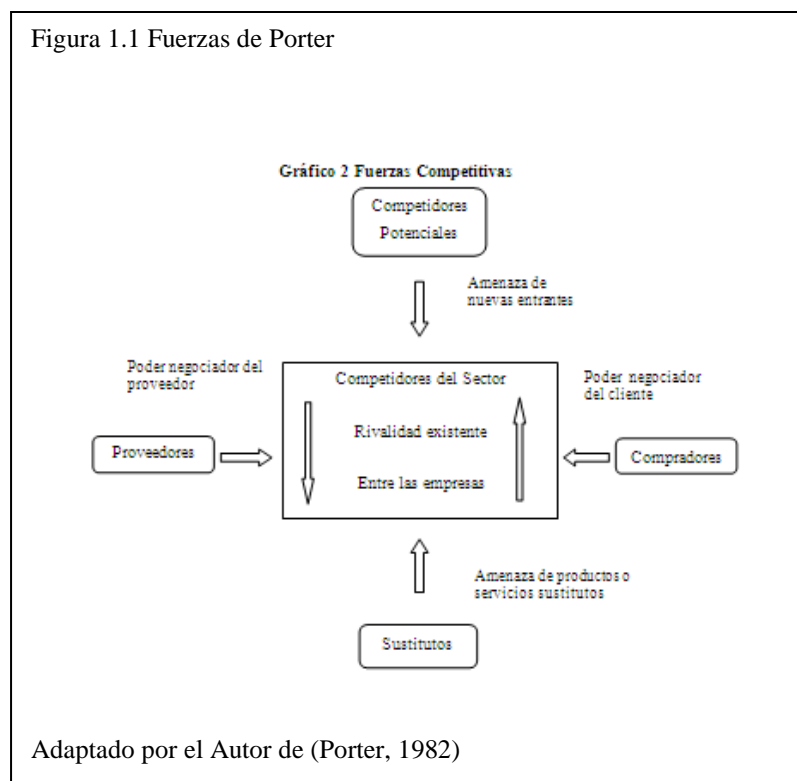 Figura 1.1 Fuerzas de Porter
Gráfico 2 Fuerzas Competitivas
Competidores
Potenciales
Amenaza de
nuevas entrantes
Poder negociador del
proveedor
Competidores del Sector
Poder negociador
del cliente
Rivalidad existente
Proveedores
Compradores
Entre las empresas
Amenaza de productos o
servicios sustitutos
Sustitutos
Adaptado por el Autor de (Porter, 1982)